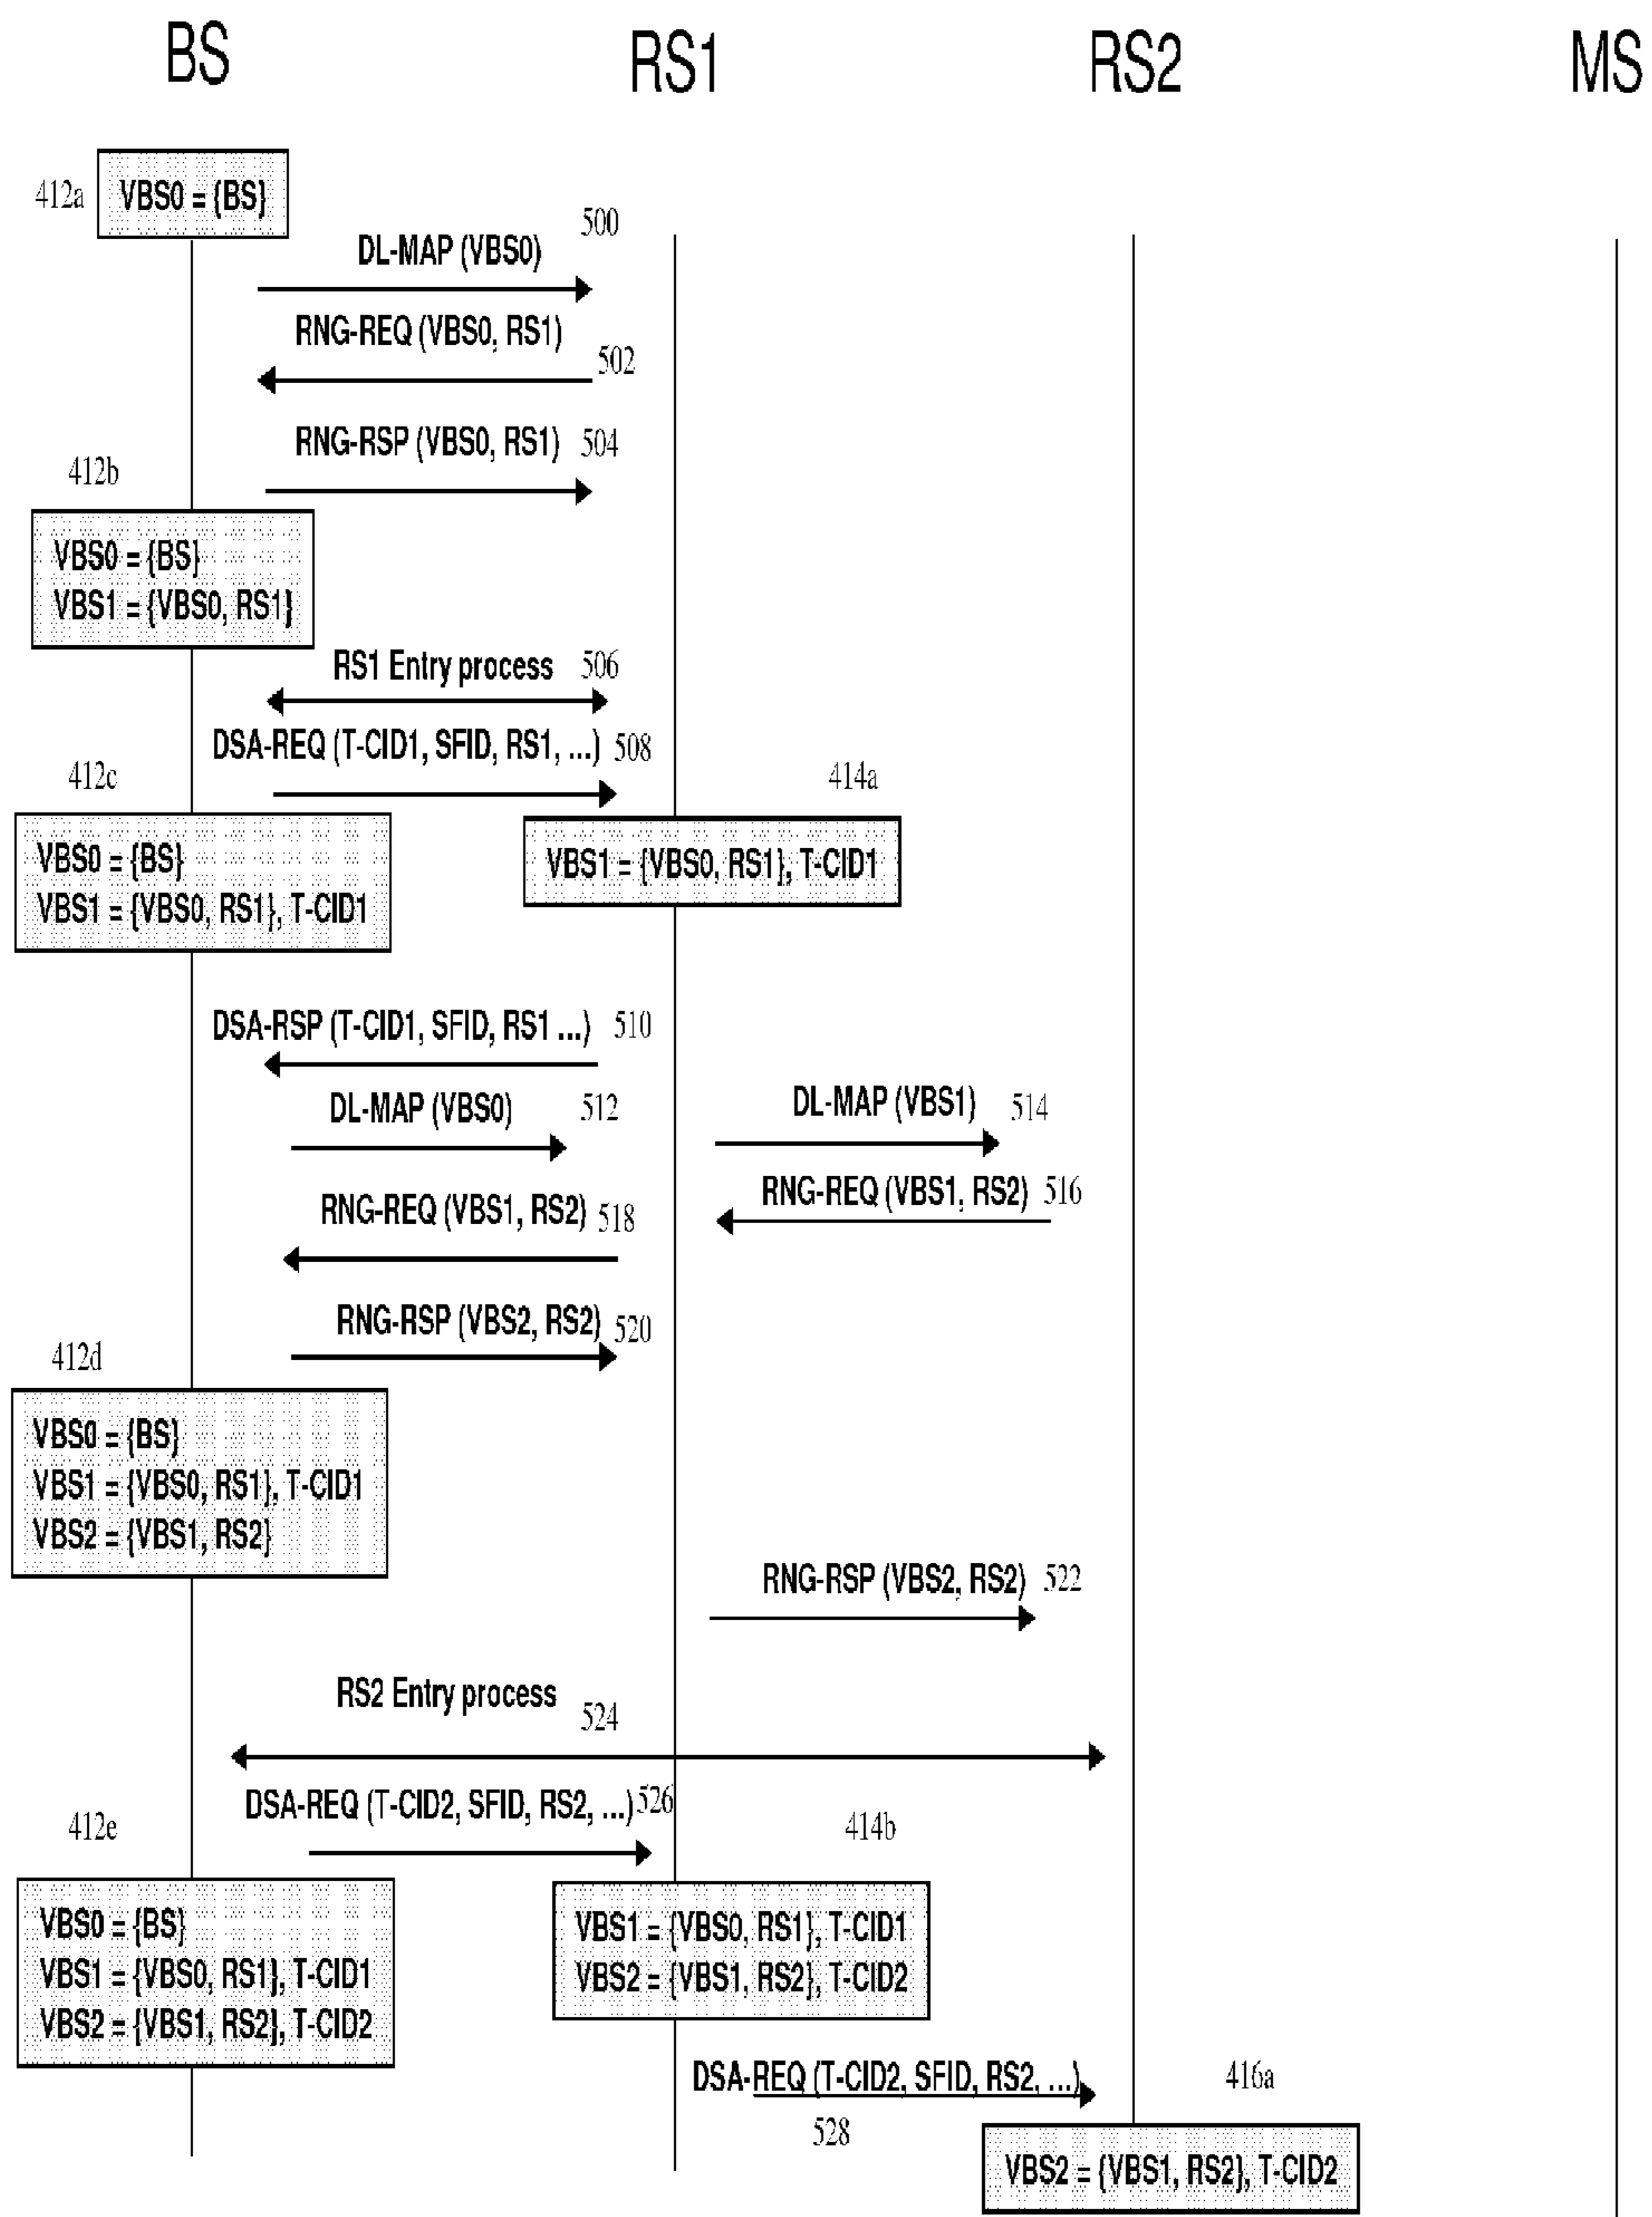 BS RS1 RS2 MS
412a
VBS0 = {BS}
500
DL-MAP (VBS0)
RNG-REQ (VBS0, RS1)
502
RNG-RSP (VBS0, RS1) 504
412b
VBS0 = {BS}
VBS1 = {VBS0, RS1}
RS1 Entry process 506
DSA-REQ (T-CID1, SFID, RS1, ...) 508
412c
414a
VBS0 = {BS}
VBS1 = {VBS0, RS1}, T-CID1
VBS1 = {VBS0, RS1}, T-CID1
DSA-RSP (T-CID1, SFID, RS1 ...) 510
DL-MAP (VBS0) 512
DL-MAP (VBS1) 514
RNG-REQ (VBS1, RS2) 516
RNG-REQ (VBS1, RS2) 518
RNG-RSP (VBS2, RS2) 520
412d
VBS0 = {BS}
VBS1 = {VBS0, RS1}, T-CID1
VBS2 = {VBS1, RS2}
RNG-RSP (VBS2, RS2) 522
RS2 Entry process
524
DSA-REQ (T-CID2, SFID, RS2, ...) 526
412e
414b
VBS0 = {BS}
VBS1 = {VBS0, RS1}, T-CID1
VBS2 = {VBS1, RS2}, T-CID2
VBS1 = {VBS0, RS1}, T-CID1
VBS2 = {VBS1, RS2}, T-CID2
DSA-REQ (T-CID2, SFID, RS2, ...)
528
416a
VBS2 = {VBS1, RS2}, T-CID2